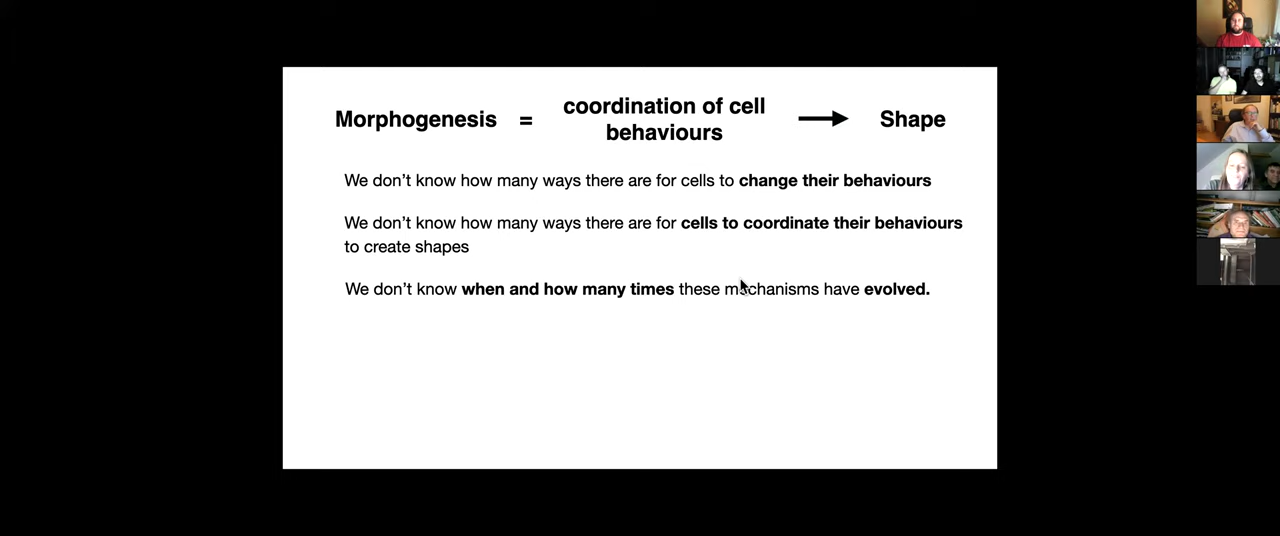 Morphogenesis = coordination of cell behaviours → Shape
We don't know how many ways there are for cells to change their behaviours
We don't know how many ways there are for cells to coordinate their behaviours
to create shapes
We don't know when and how many times these mechanisms have evolved.